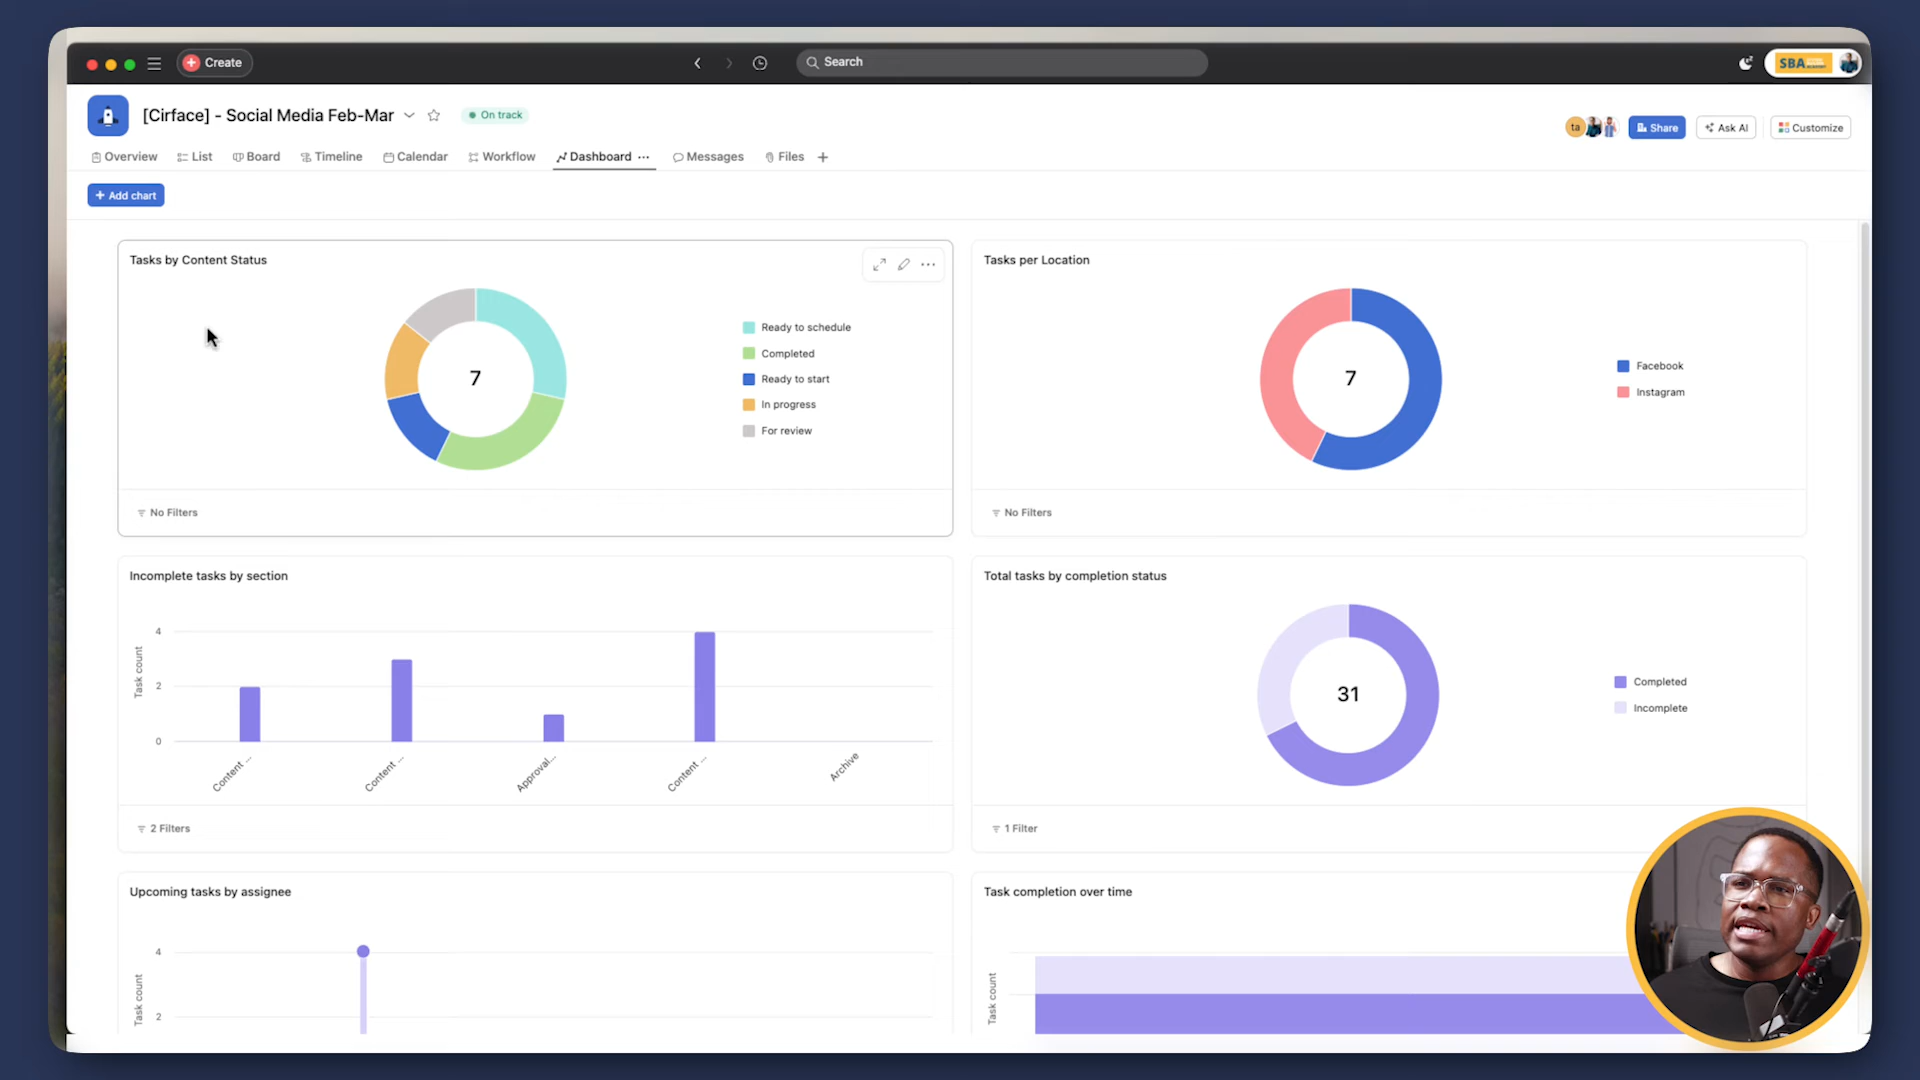 Create
Search
SBA
[Cirface] - Social Media Feb-Mar
On track
ta
Share
Ask AI
Customize
Overview
List
Board
Timeline
Calendar
Workflow
Dashboard
Messages
Files
Add chart
Tasks by Content Status
7
Ready to schedule
Completed
Ready to start
In progress
For review
No Filters
Tasks per Location
7
Facebook
Instagram
No Filters
Incomplete tasks by section
Task count
4
2
0
Content ...
Content ...
Approval...
Content ...
Archive
2 Filters
Total tasks by completion status
31
Completed
Incomplete
1 Filter
Upcoming tasks by assignee
Task count
4
2
Task completion over time
Task count